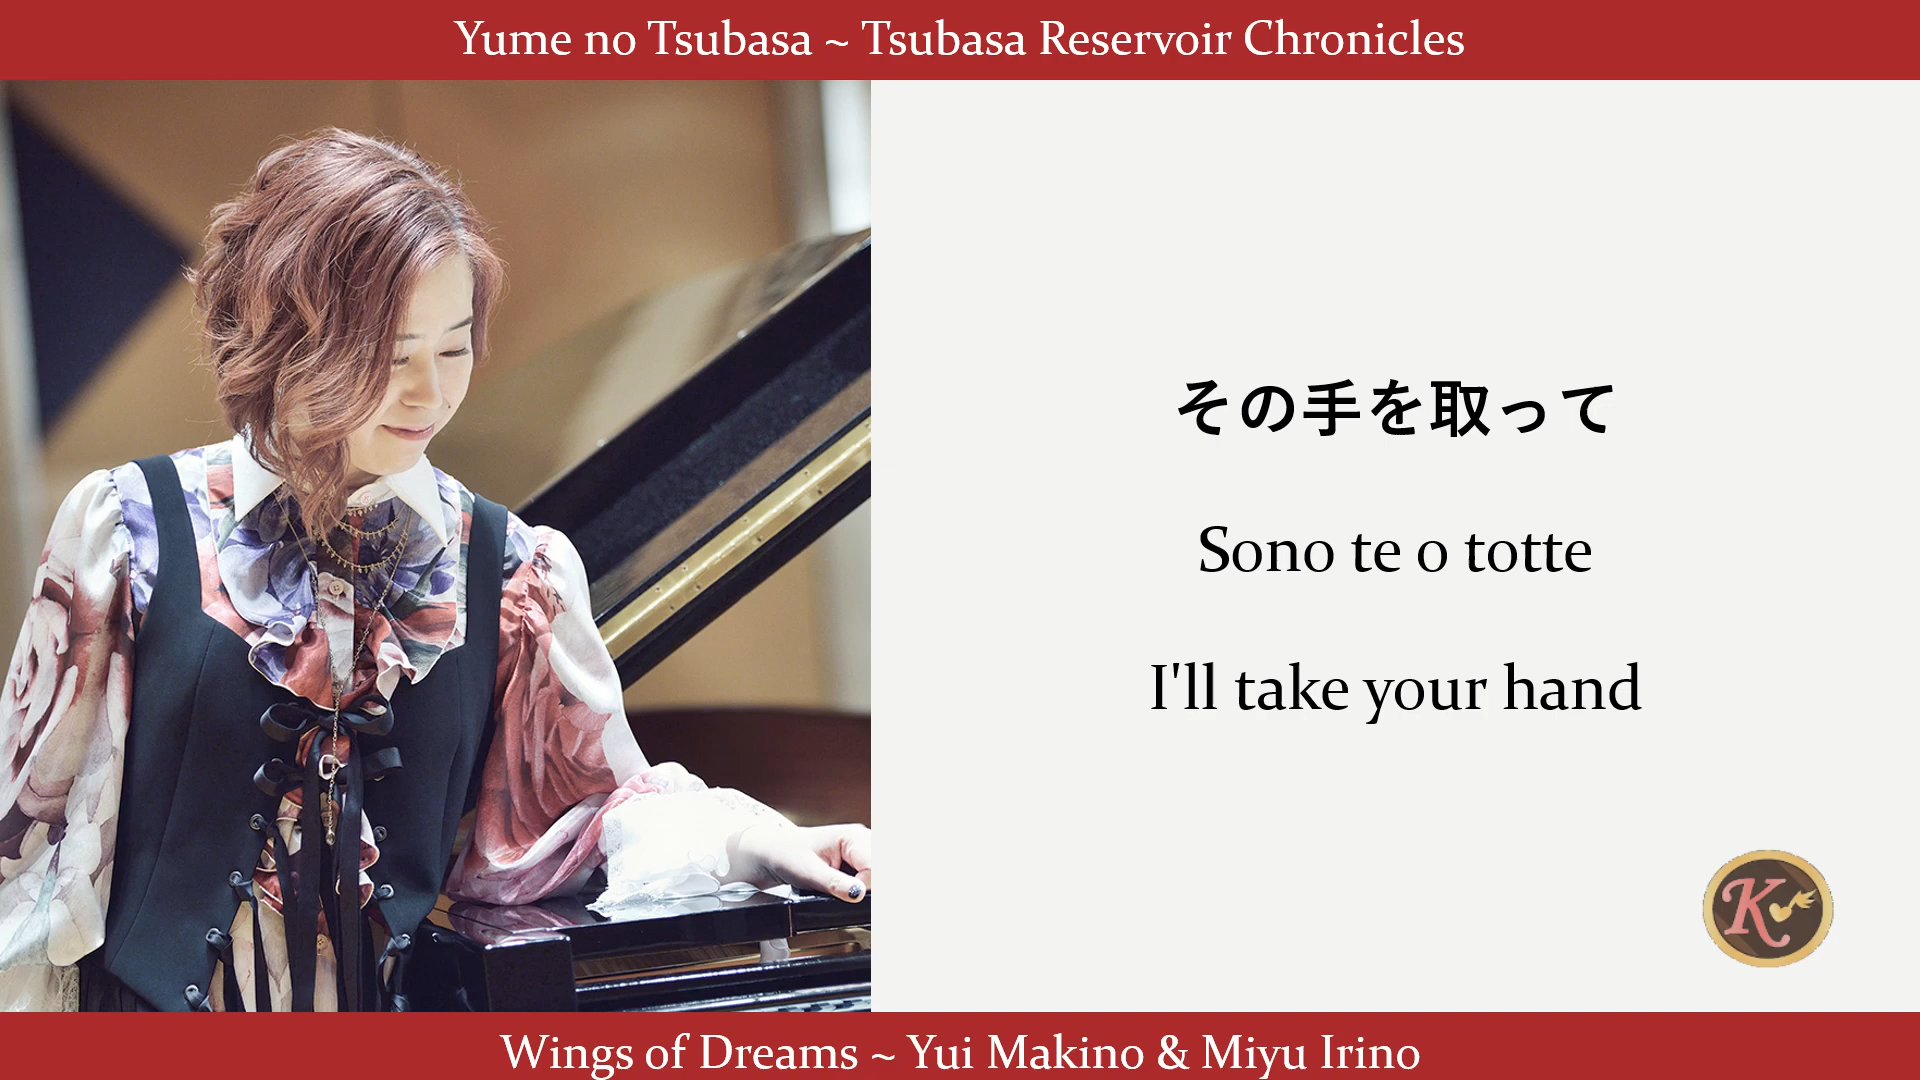 Yume no Tsubasa ~ Tsubasa Reservoir Chronicles
その手を取って
Sono te o totte
I'll take your hand
K
Wings of Dreams ~ Yui Makino & Miyu Irino